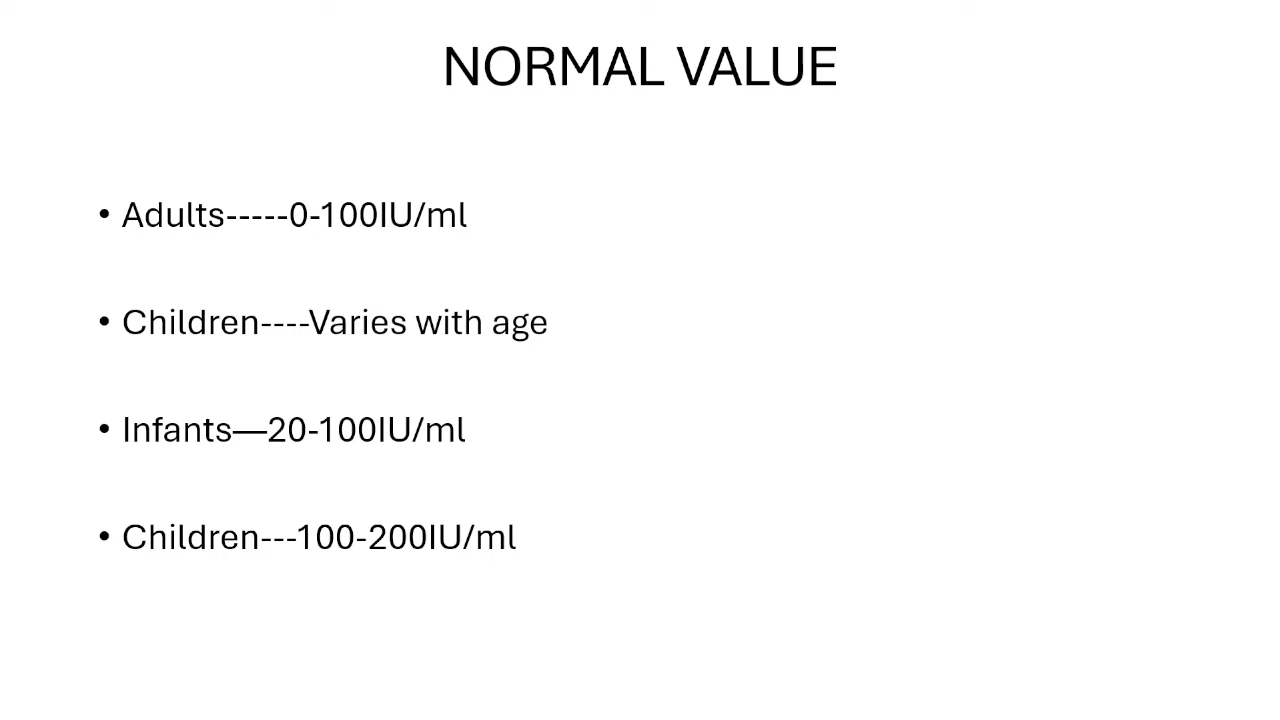 NORMAL VALUE
• Adults-----0-100IU/ml
• Children----Varies with age
• Infants—20-100IU/ml
• Children---100-200IU/ml